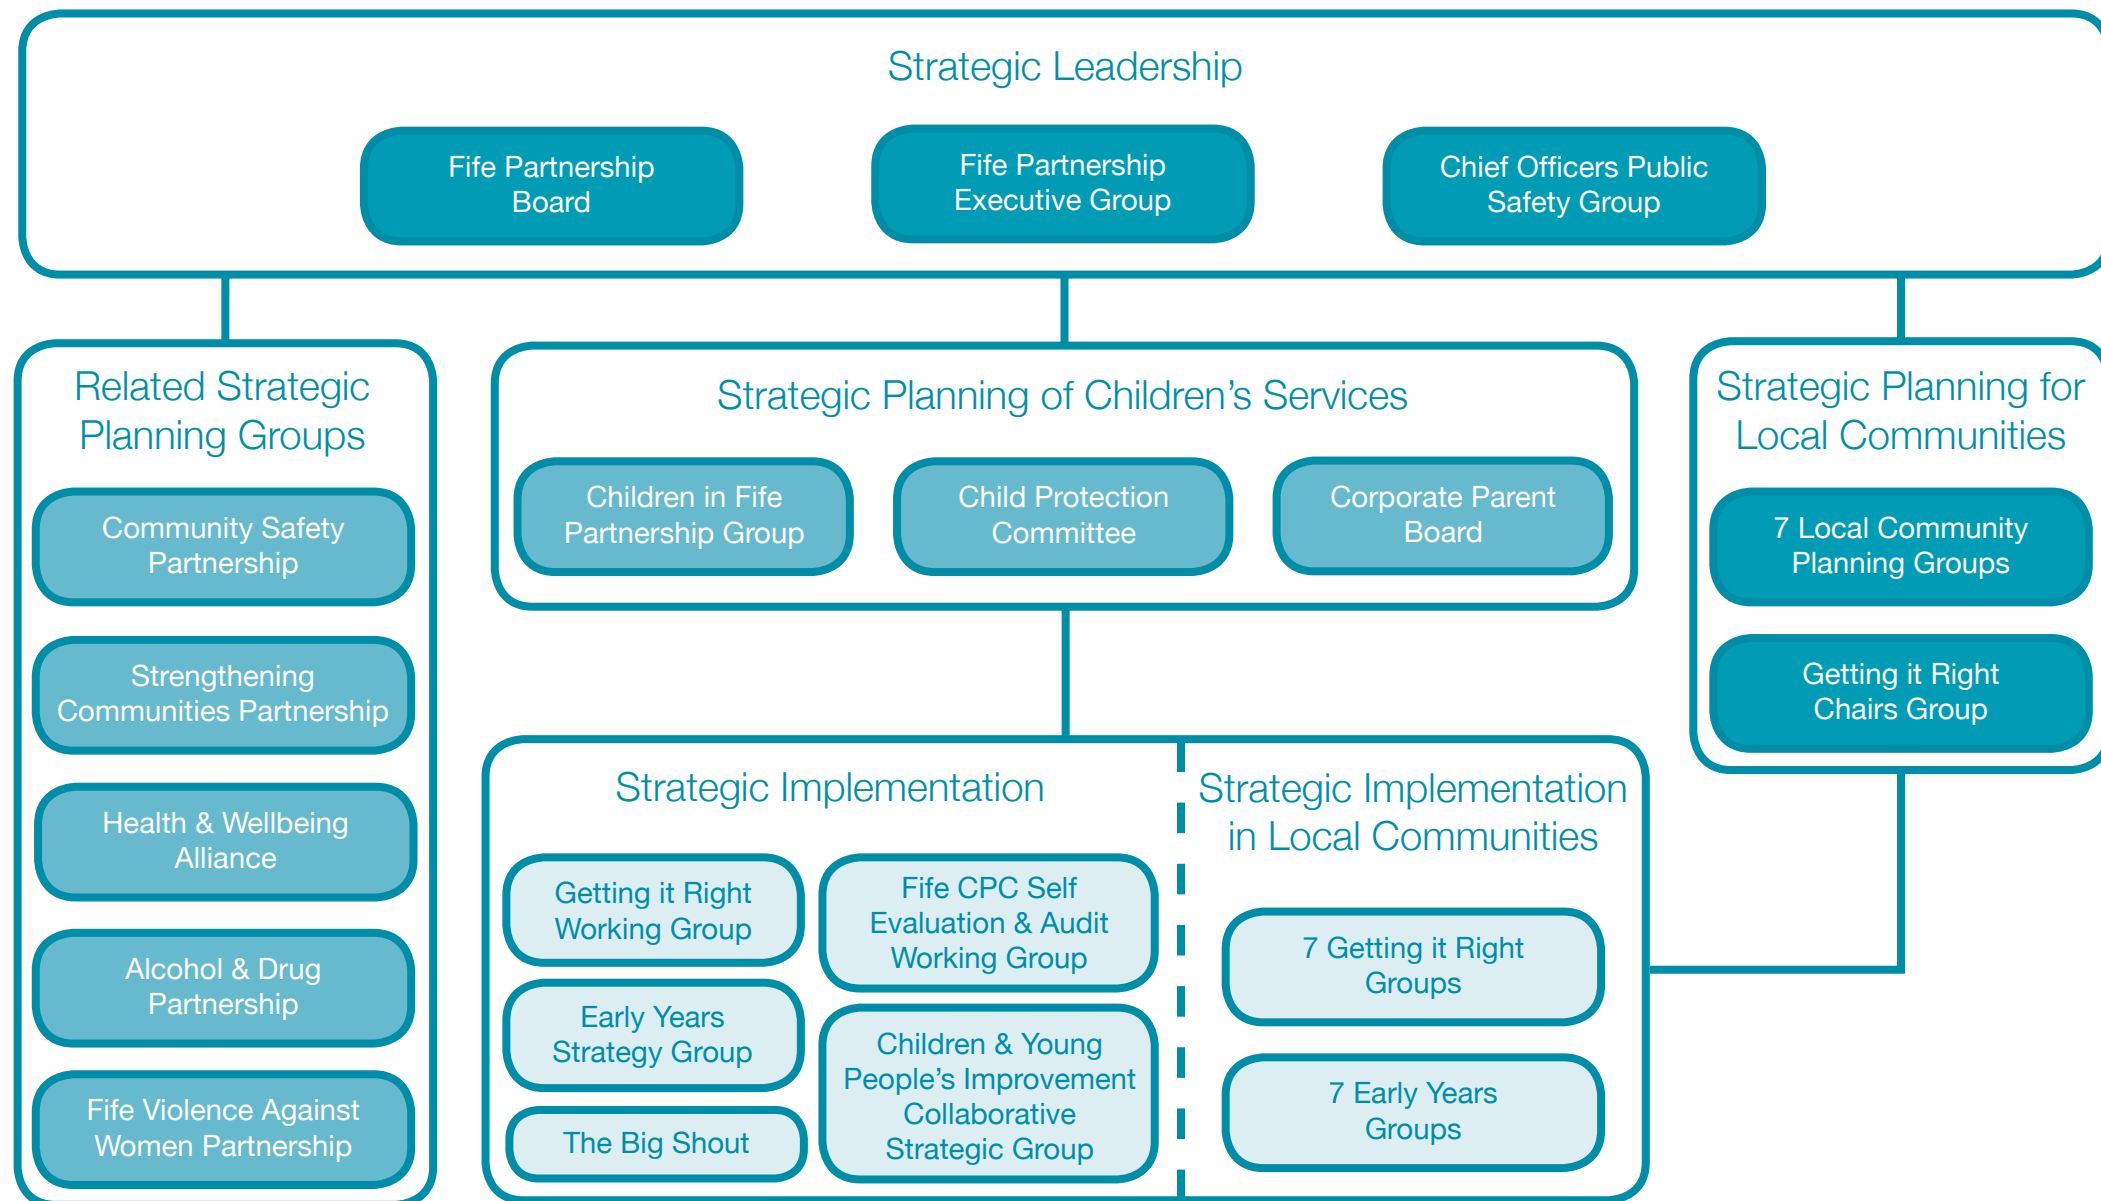 Strategic Leadership
Fife Partnership
Board
Fife Partnership
Executive Group
Chief Officers Public
Safety Group
Related Strategic
Planning Groups
Community Safety
Partnership
Strengthening
Communities Partnership
Health & Wellbeing
Alliance
Alcohol & Drug
Partnership
Fife Violence Against
Women Partnership
Strategic Planning of Children’s Services
Children in Fife
Partnership Group
Child Protection
Committee
Corporate Parent
Board
Strategic Planning for
Local Communities
7 Local Community
Planning Groups
Getting it Right
Chairs Group
Strategic Implementation
Getting it Right
Working Group
Early Years
Strategy Group
The Big Shout
Fife CPC Self
Evaluation & Audit
Working Group
Children & Young
People’s Improvement
Collaborative
Strategic Group
Strategic Implementation
in Local Communities
7 Getting it Right
Groups
7 Early Years
Groups